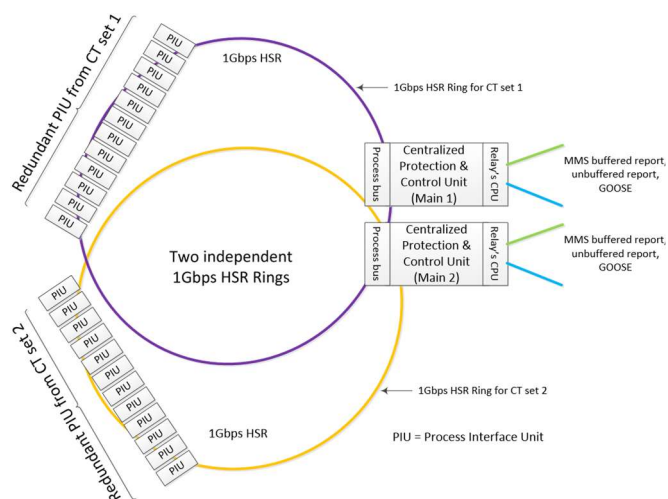 Redundant PIU from CT set 1
PIU
PIU
PIU
PIU
PIU
PIU
PIU
PIU
PIU
PIU
PIU
1Gbps HSR
1Gbps HSR Ring for CT set 1
Process bus
Centralized
Protection &
Control Unit
(Main 1)
Relay's CPU
MMS buffered report,
unbuffered report,
GOOSE
Process bus
Centralized
Protection &
Control Unit
(Main 2)
Relay's CPU
MMS buffered report,
unbuffered report,
GOOSE
Two independent
1Gbps HSR Rings
Redundant PIU from CT set 2
PIU
PIU
PIU
PIU
PIU
PIU
PIU
PIU
PIU
PIU
PIU
1Gbps HSR Ring for CT set 2
1Gbps HSR
PIU = Process Interface Unit